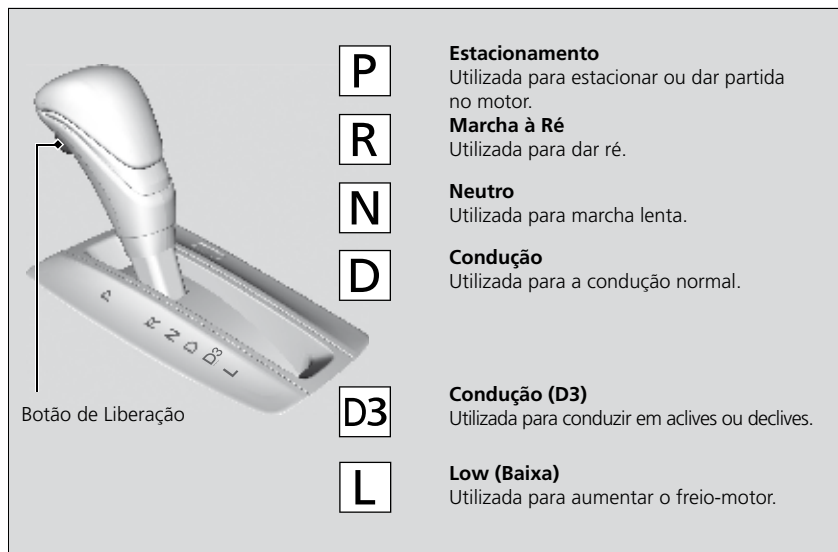 P
Estacionamento
Utilizada para estacionar ou dar partida
no motor.
R
Marcha à Ré
Utilizada para dar ré.
N
Neutro
Utilizada para marcha lenta.
D
Condução
Utilizada para a condução normal.
P
R
N
D
D3
L
Botão de Liberação
D3
Condução (D3)
Utilizada para conduzir em aclives ou declives.
L
Low (Baixa)
Utilizada para aumentar o freio-motor.